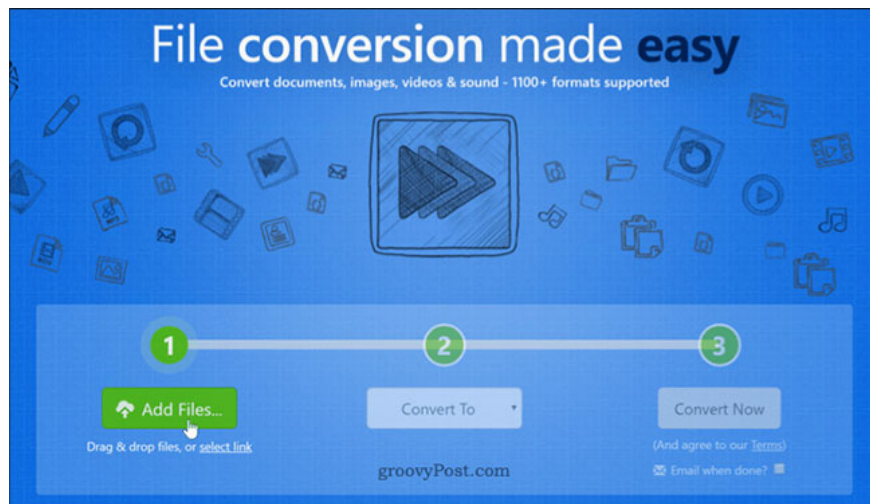 File conversion made easy
Convert documents, images, videos & sound - 1100+ formats supported
1
2
3
Add Files...
Convert To
Convert Now
Drag & drop files, or select link
(And agree to our Terms)
Email when done?
groovyPost.com